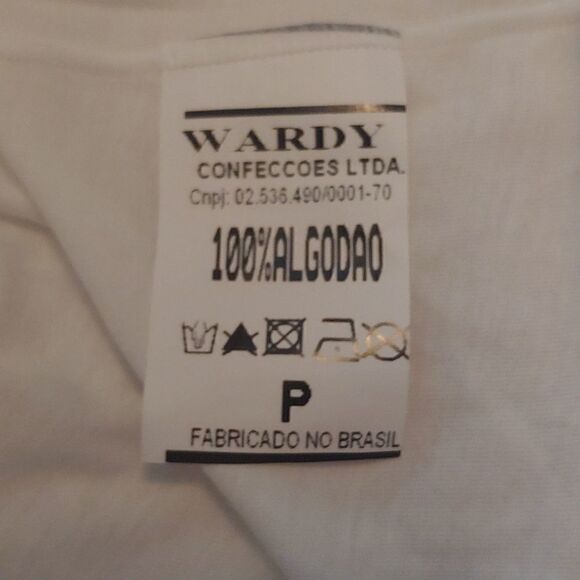 WARDY
CONFECCOES LTDA.
Cnpj: 02.536.490/0001-70
100%ALGODAO
P
FABRICADO NO BRASIL